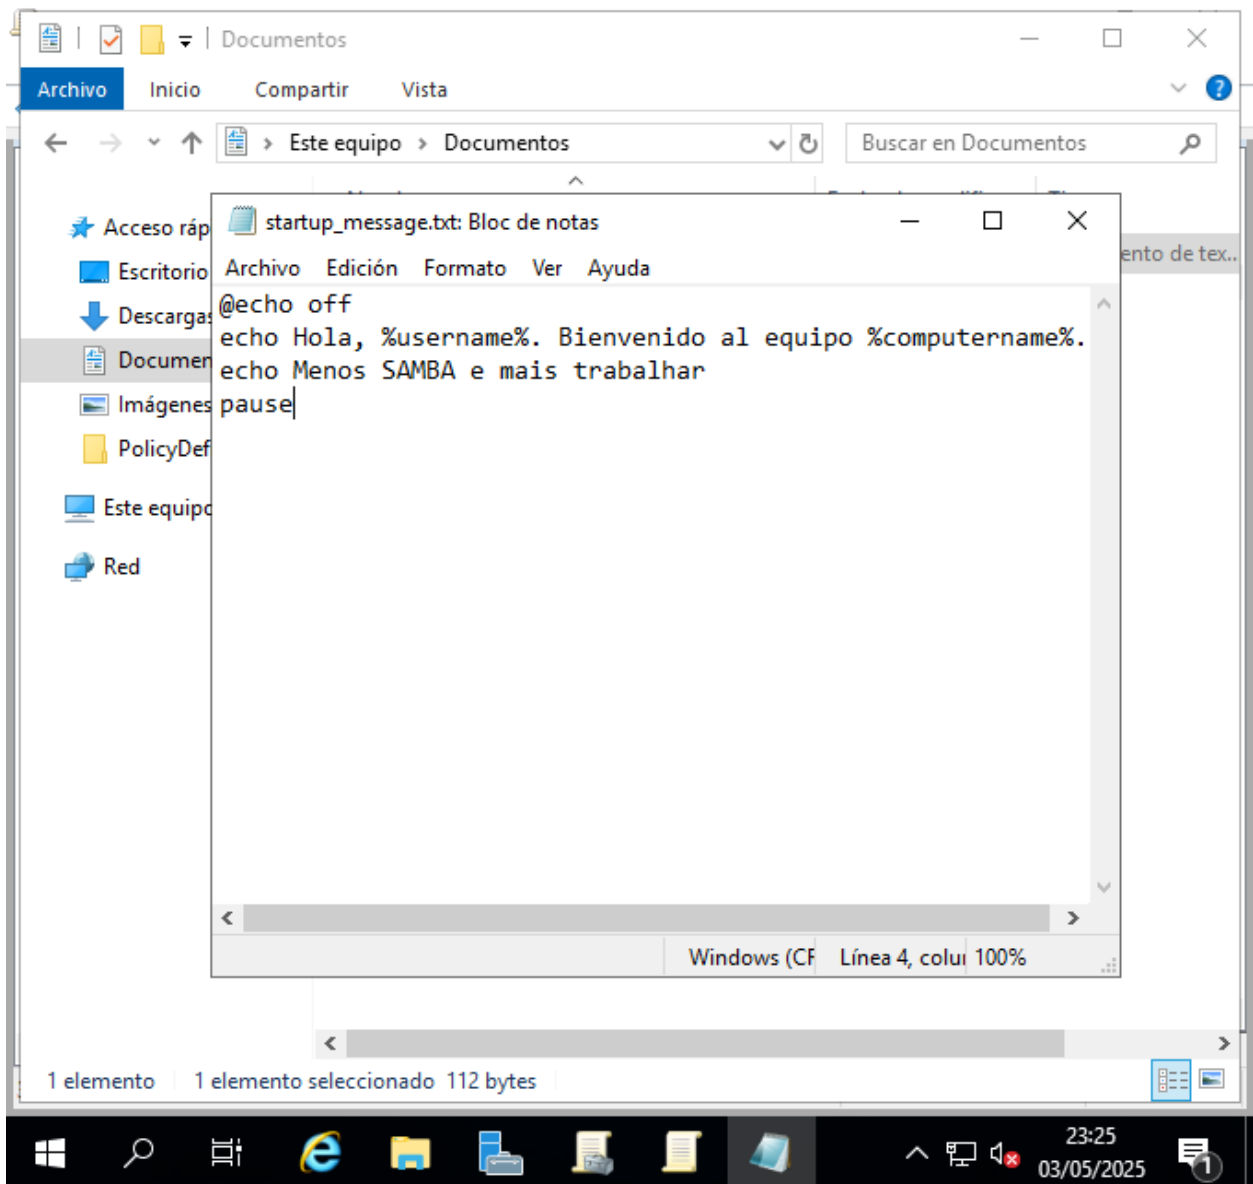 Documentos
Archivo Inicio Compartir Vista
Este equipo Documentos
Buscar en Documentos
Acceso ráp
Escritorio
Descargas
Documen
Imágenes
PolicyDef
Este equipo
Red
ento de tex...
startup_message.txt: Bloc de notas
Archivo Edición Formato Ver Ayuda
@echo off
echo Hola, %username%. Bienvenido al equipo %computername%.
echo Menos SAMBA e mais trabalhar
pause
Windows (CR Línea 4, colu 100%
1 elemento 1 elemento seleccionado 112 bytes
23:25
03/05/2025
1